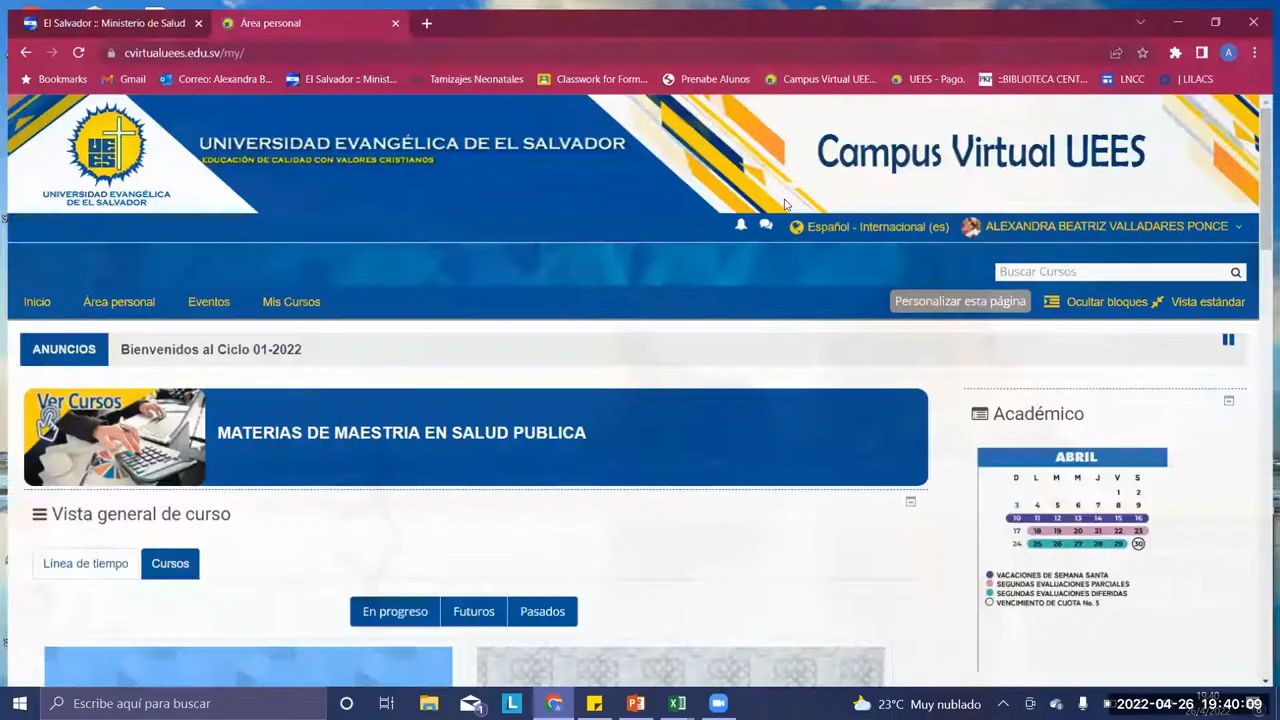 El Salvador :: Ministerio de Salud
Área personal
cvirtualuees.edu.sv/my/
A
Bookmarks
Gmail
Correo: Alexandra B...
El Salvador :: Minist...
Tamizajes Neonatales
Classwork for Form...
Prenabe Alunos
Campus Virtual UEE...
UEES - Pago.
::BIBLIOTECA CENT...
LNCC
| LILACS
UEES
UNIVERSIDAD EVANGÉLICA
DE EL SALVADOR
UNIVERSIDAD EVANGÉLICA DE EL SALVADOR
EDUCACIÓN DE CALIDAD CON VALORES CRISTIANOS
Campus Virtual UEES
Español - Internacional (es)
ALEXANDRA BEATRIZ VALLADARES PONCE
Buscar Cursos
Inicio
Área personal
Eventos
Mis Cursos
Personalizar esta página
Ocultar bloques
Vista estándar
ANUNCIOS
Bienvenidos al Ciclo 01-2022
Ver Cursos
MATERIAS DE MAESTRIA EN SALUD PUBLICA
Académico
ABRIL
D L M M J V S
1 2
3 4 5 6 7 8 9
10 11 12 13 14 15 16
17 18 19 20 21 22 23
24 25 26 27 28 29 30
VACACIONES DE SEMANA SANTA
SEGUNDAS EVALUACIONES PARCIALES
SEGUNDAS EVALUACIONES DIFERIDAS
VENCIMIENTO DE CUOTA No. 5
Vista general de curso
Línea de tiempo
Cursos
En progreso
Futuros
Pasados
Escribe aquí para buscar
23°C Muy nublado
19:40
2022-04-26 19:40:09